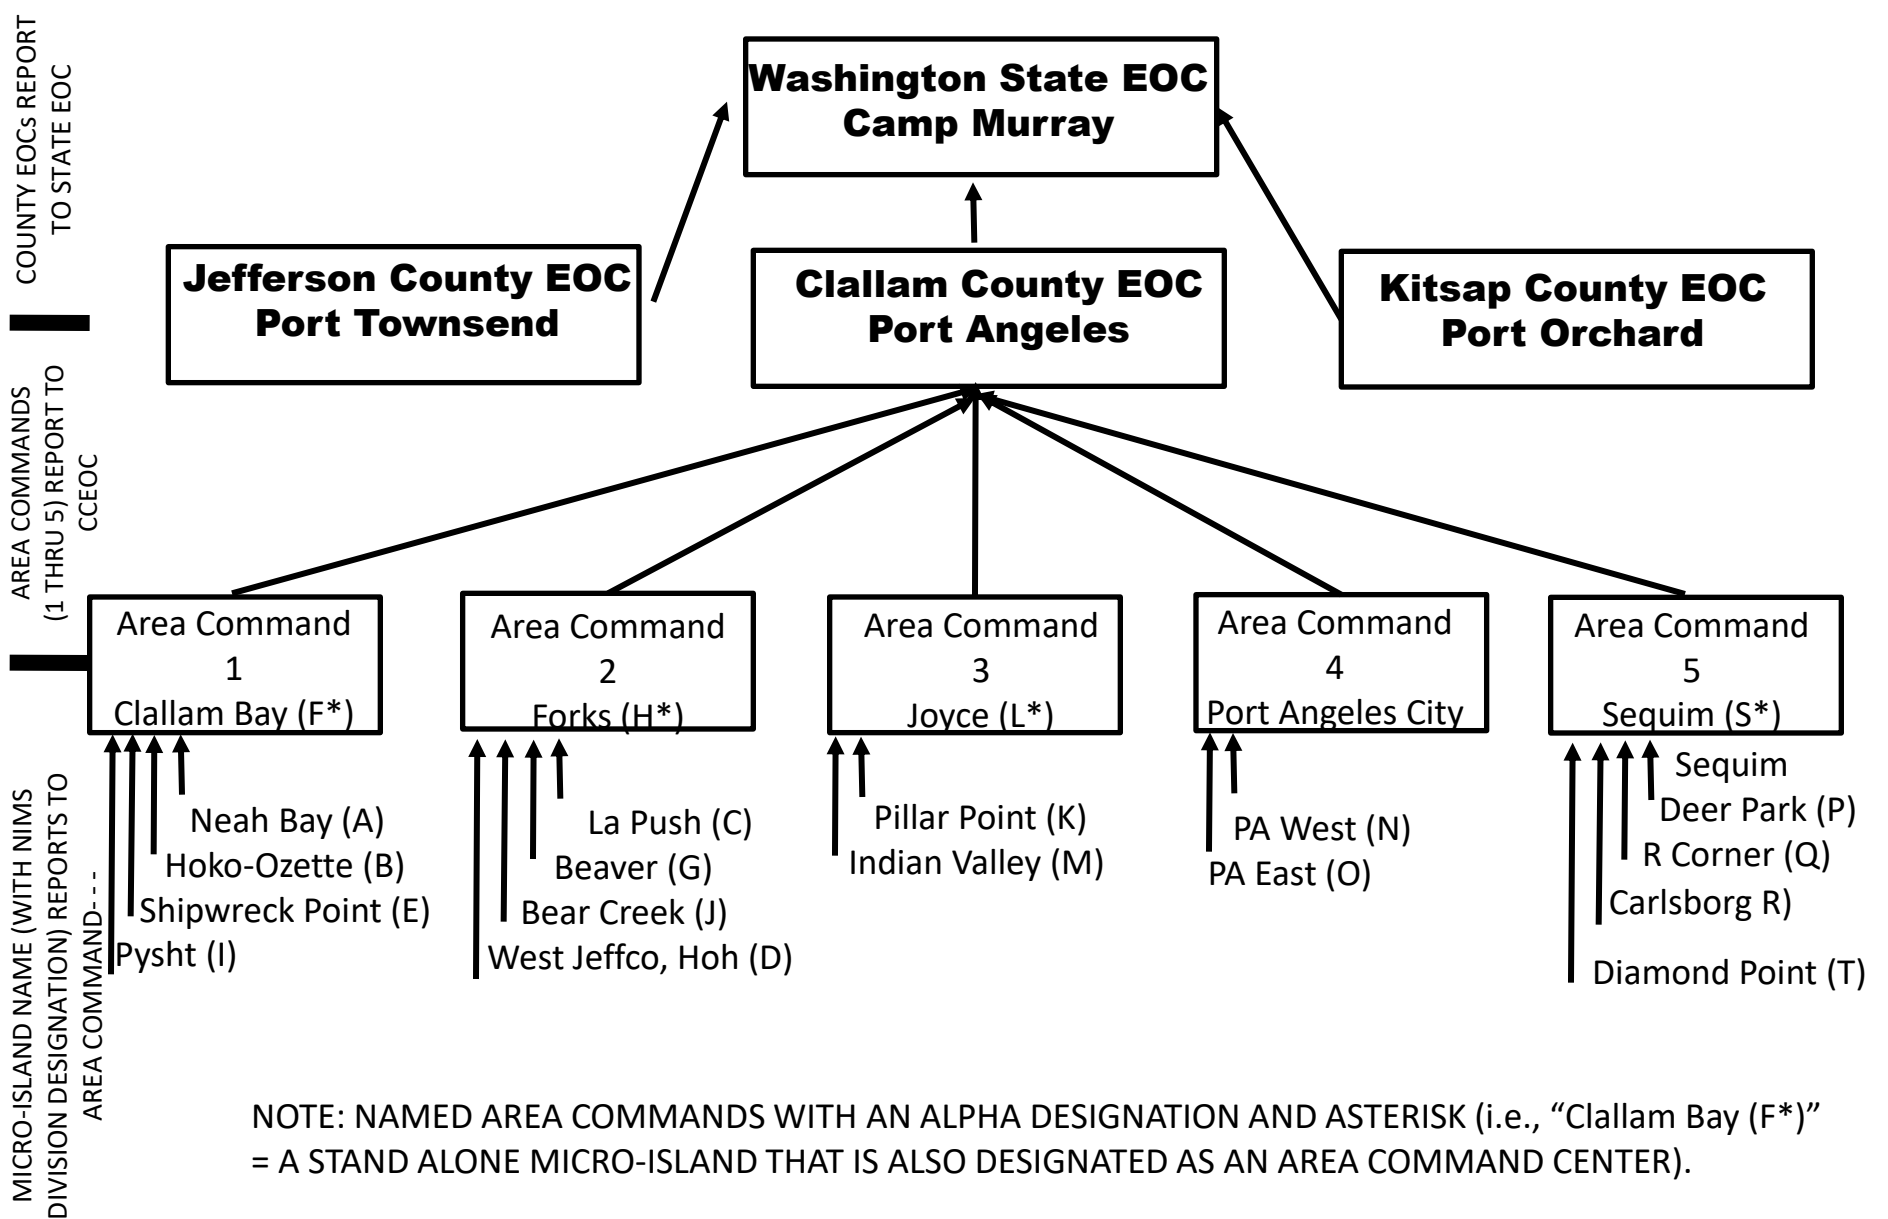 COUNTY EOCs REPORT
TO STATE EOC
Washington State EOC
Camp Murray
Jefferson County EOC
Port Townsend
Clallam County EOC
Port Angeles
Kitsap County EOC
Port Orchard
AREA COMMANDS
(1 THRU 5) REPORT TO
CCEOC
Area Command
1
Clallam Bay (F*)
Area Command
2
Forks (H*)
Area Command
3
Joyce (L*)
Area Command
4
Port Angeles City
Area Command
5
Sequim (S*)
MICRO-ISLAND NAME (WITH NIMS
DIVISION DESIGNATION) REPORTS TO
AREA COMMAND----
Neah Bay (A)
Hoko-Ozette (B)
Shipwreck Point (E)
Pysht (I)
La Push (C)
Beaver (G)
Bear Creek (J)
West Jeffco, Hoh (D)
Pillar Point (K)
Indian Valley (M)
PA West (N)
PA East (O)
Sequim
Deer Park (P)
R Corner (Q)
Carlsborg R)
Diamond Point (T)
NOTE: NAMED AREA COMMANDS WITH AN ALPHA DESIGNATION AND ASTERISK (i.e., “Clallam Bay (F*)”
= A STAND ALONE MICRO-ISLAND THAT IS ALSO DESIGNATED AS AN AREA COMMAND CENTER).